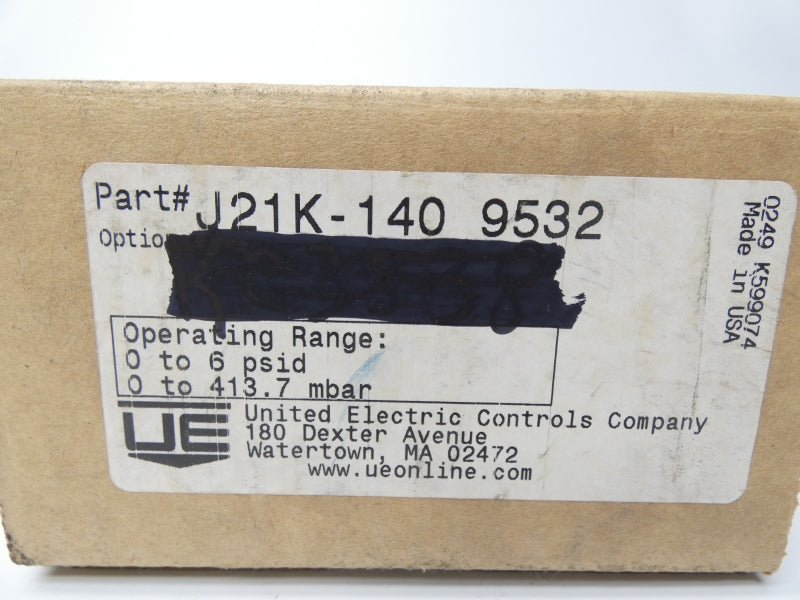 Part# J21K-140 9532
Optio
Operating Range:
0 to 6 psid
0 to 413.7 mbar
UE
United Electric Controls Company
180 Dexter Avenue
Watertown, MA 02472
www.ueonline.com
0249 K599074
Made in USA